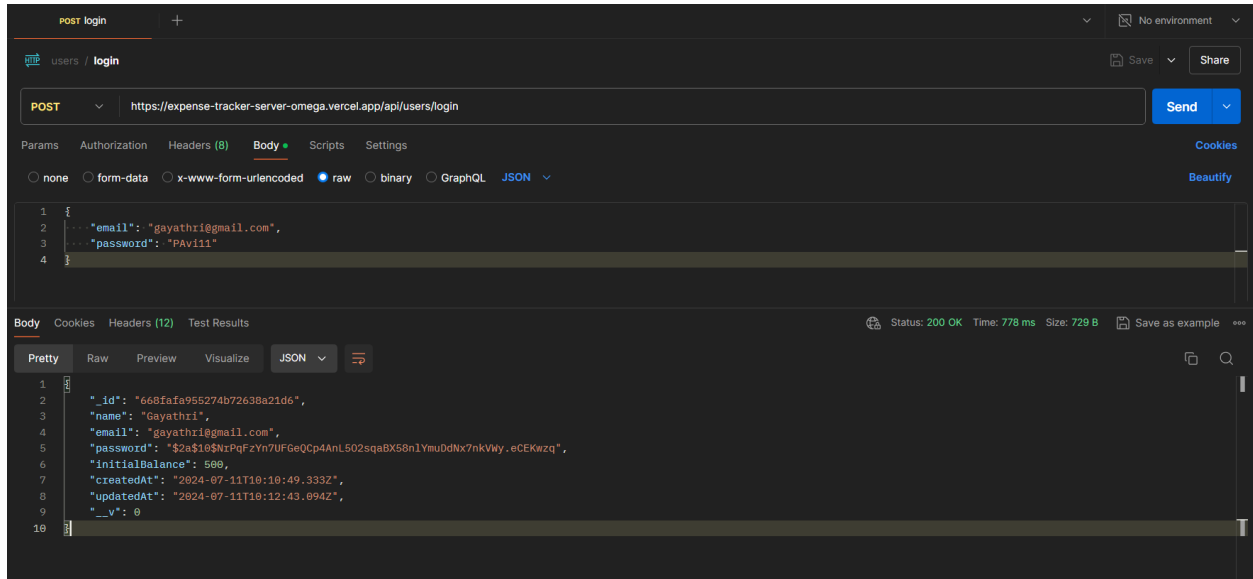 POST login +
No environment
HTTP users / login
Save Share
POST https://expense-tracker-server-omega.vercel.app/api/users/login Send
Params Authorization Headers (8) Body Scripts Settings Cookies
none form-data x-www-form-urlencoded raw binary GraphQL JSON Beautify
1 {
2 "email": "gayathri@gmail.com",
3 "password": "PAvi11"
4 }
Body Cookies Headers (12) Test Results Status: 200 OK Time: 778 ms Size: 729 B Save as example
Pretty Raw Preview Visualize JSON
1 {
2 "_id": "668fafa955274b72638a21d6",
3 "name": "Gayathri",
4 "email": "gayathri@gmail.com",
5 "password": "$2a$10$NrPqFzYn7UFGeQCp4AnL5O2sqaBX58nlYmuDdNx7nkVWy.eCEKwzq",
6 "initialBalance": 500,
7 "createdAt": "2024-07-11T10:10:49.333Z",
8 "updatedAt": "2024-07-11T10:12:43.094Z",
9 "__v": 0
10 }